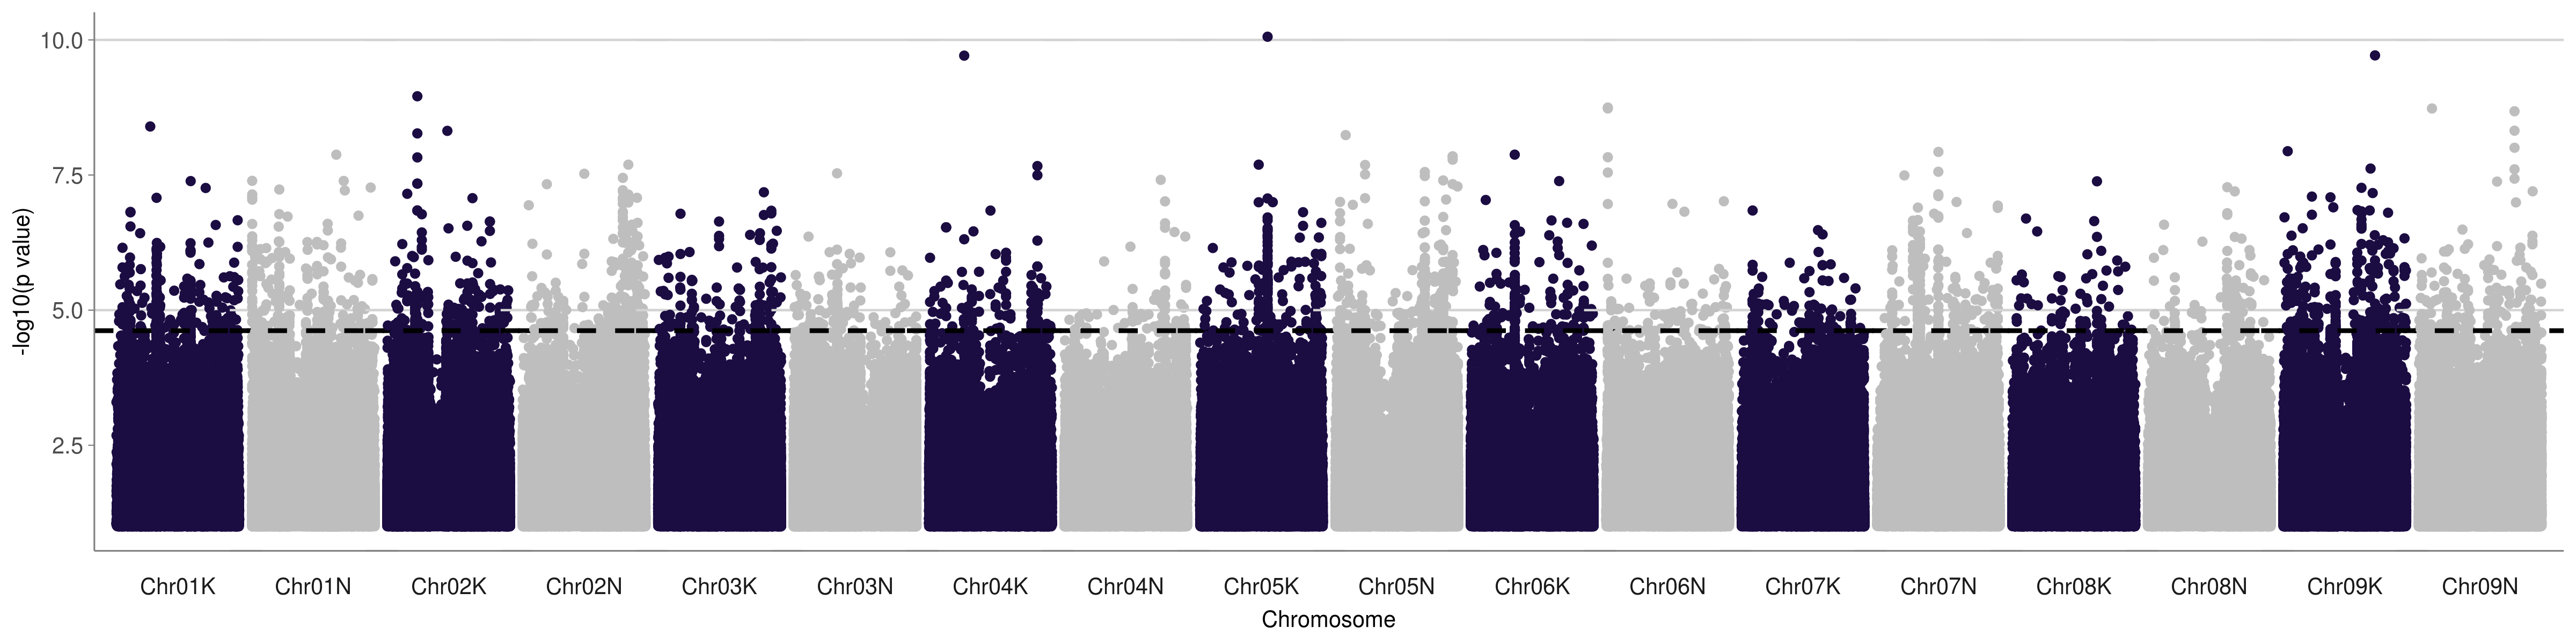 -log10(p value)
10.0
7.5
5.0
2.5
Chr01K Chr01N Chr02K Chr02N Chr03K Chr03N Chr04K Chr04N Chr05K Chr05N Chr06K Chr06N Chr07K Chr07N Chr08K Chr08N Chr09K Chr09N
Chromosome